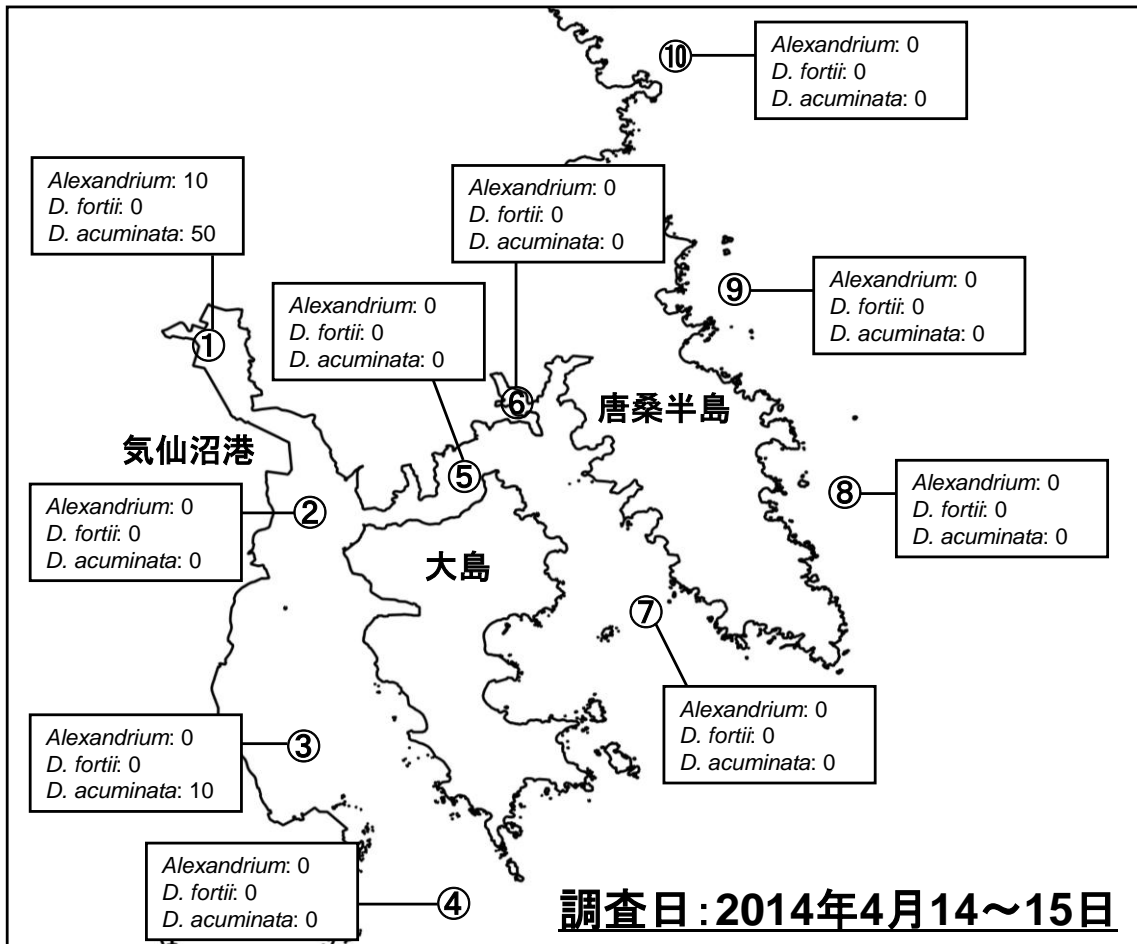 ⑩
Alexandrium: 0
D. fortii: 0
D. acuminata: 0
①
Alexandrium: 10
D. fortii: 0
D. acuminata: 50
⑥
Alexandrium: 0
D. fortii: 0
D. acuminata: 0
⑨
Alexandrium: 0
D. fortii: 0
D. acuminata: 0
⑤
Alexandrium: 0
D. fortii: 0
D. acuminata: 0
唐桑半島
気仙沼港
⑧
Alexandrium: 0
D. fortii: 0
D. acuminata: 0
②
Alexandrium: 0
D. fortii: 0
D. acuminata: 0
大島
⑦
Alexandrium: 0
D. fortii: 0
D. acuminata: 0
③
Alexandrium: 0
D. fortii: 0
D. acuminata: 10
④
Alexandrium: 0
D. fortii: 0
D. acuminata: 0
調査日:2014年4月14～15日